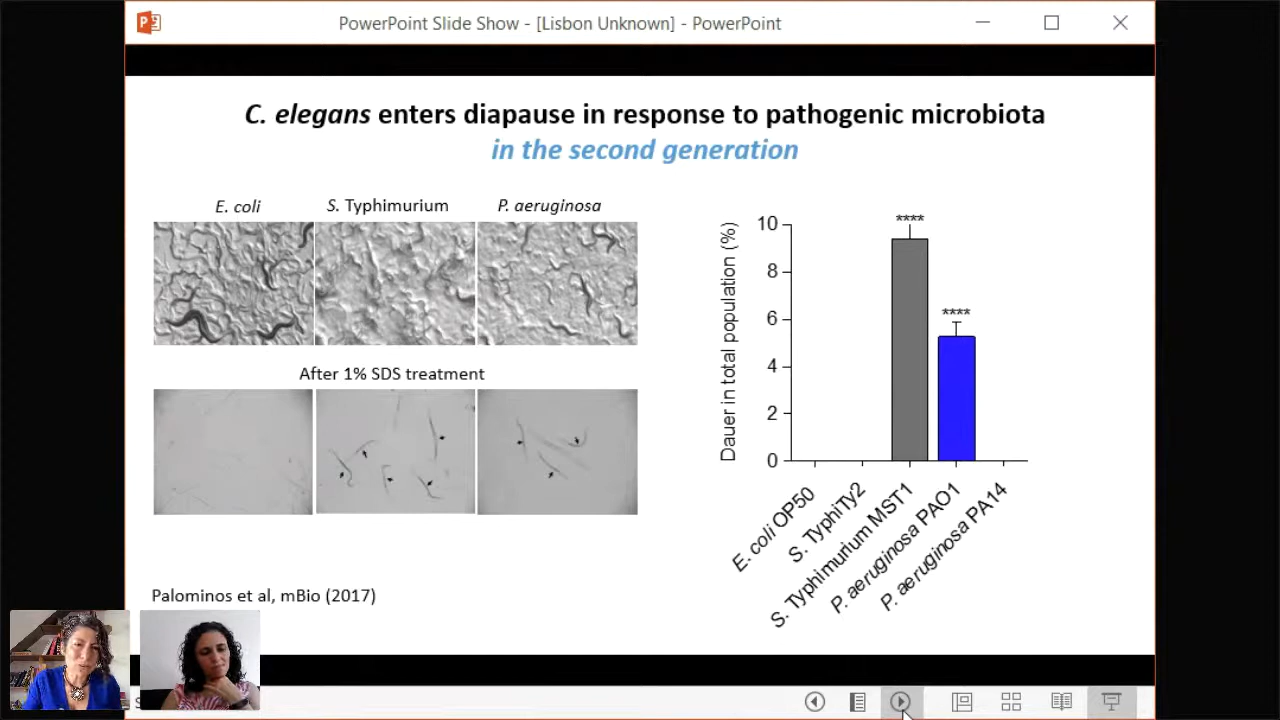 PowerPoint Slide Show - [Lisbon Unknown] - PowerPoint
C. elegans enters diapause in response to pathogenic microbiota
in the second generation
E. coli
S. Typhimurium
P. aeruginosa
After 1% SDS treatment
Palominos et al, mBio (2017)
Dauer in total population (%)
10
8
6
4
2
0
****
****
E. coli OP50
S. TyphiTy2
S. Typhimurium MST1
P. aeruginosa PAO1
P. aeruginosa PA14